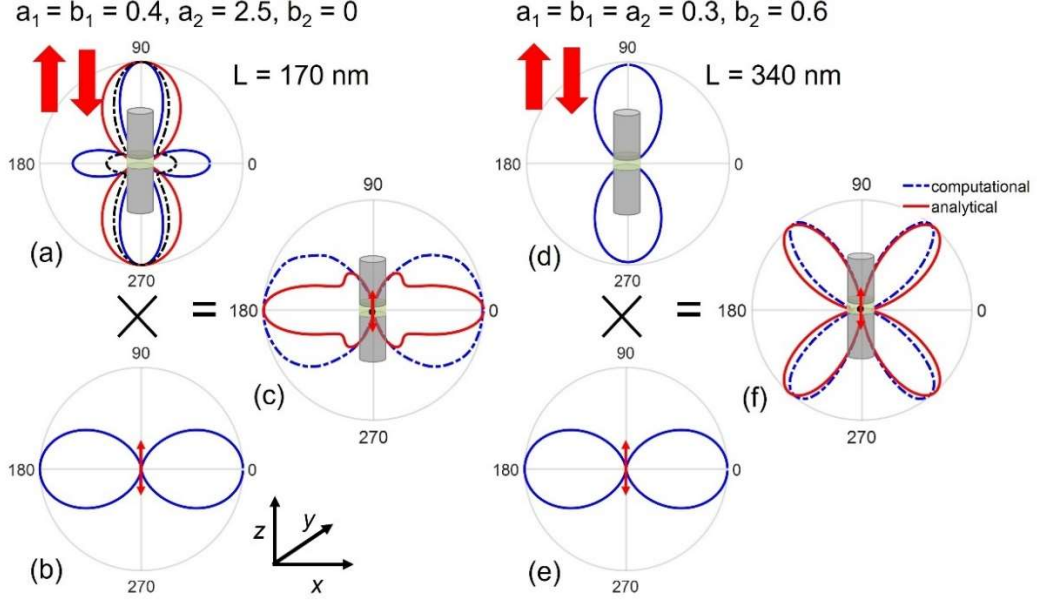 a₁ = b₁ = 0.4, a₂ = 2.5, b₂ = 0
90
L = 170 nm
180
0
(a)
270
90
180
0
(c)
270
90
180
0
(b)
270
z
y
x
a₁ = b₁ = a₂ = 0.3, b₂ = 0.6
90
L = 340 nm
180
0
(d)
270
90
computational
analytical
180
0
(f)
270
90
180
0
(e)
270
×
=
×
=